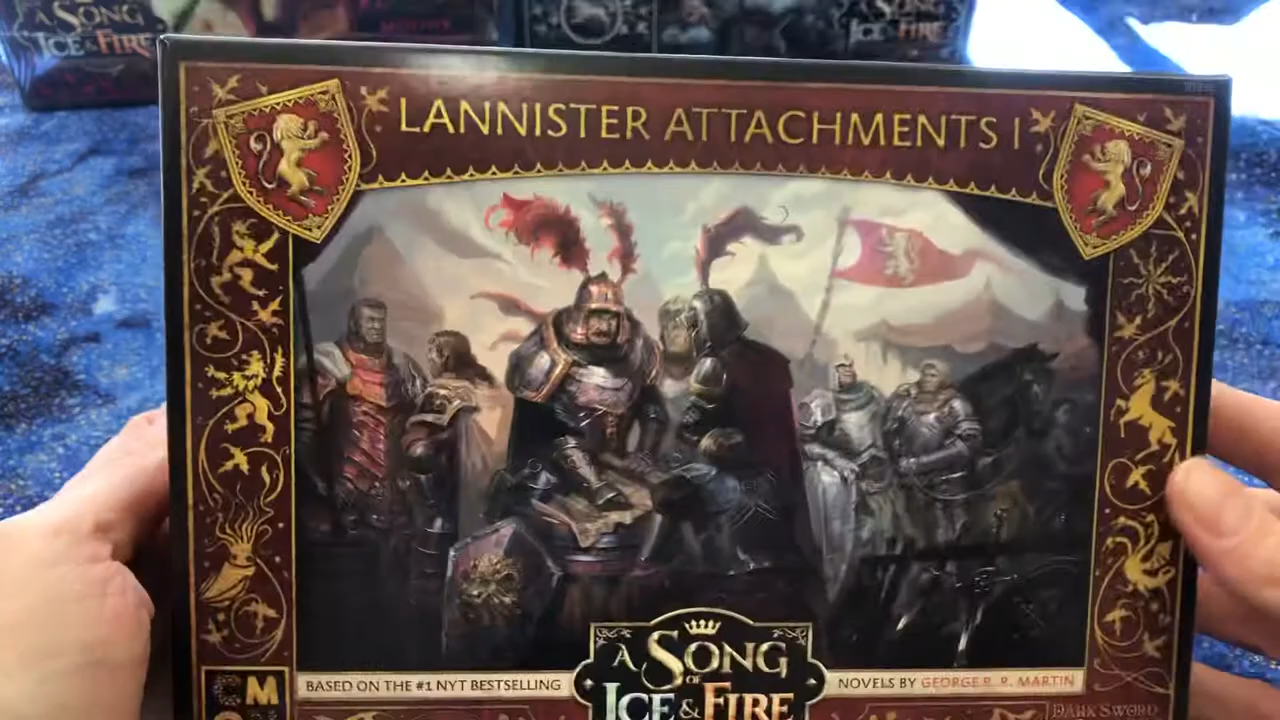 A SONG
ICE & FIRE
SONG
ICE & FIRE
LANNISTER ATTACHMENTS I
BASED ON THE #1 NYT BESTSELLING
A SONG
OF
ICE & FIRE
NOVELS BY GEORGE R. R. MARTIN
CM
DARK SWORD